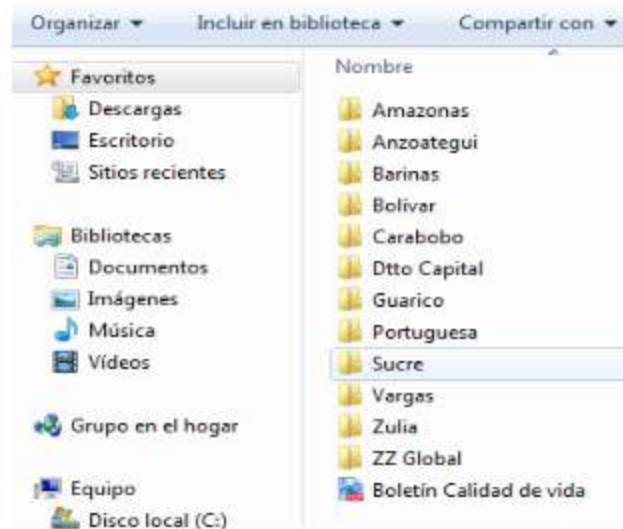 Organizar Incluir en biblioteca Compartir con
Favoritos
Descargas
Escritorio
Sitios recientes
Bibliotecas
Documentos
Imágenes
Música
Vídeos
Grupo en el hogar
Equipo
Disco local (C:)
Nombre
Amazonas
Anzoategui
Barinas
Bolívar
Carabobo
Dtto Capital
Guarico
Portuguesa
Sucre
Vargas
Zulia
ZZ Global
Boletín Calidad de vida